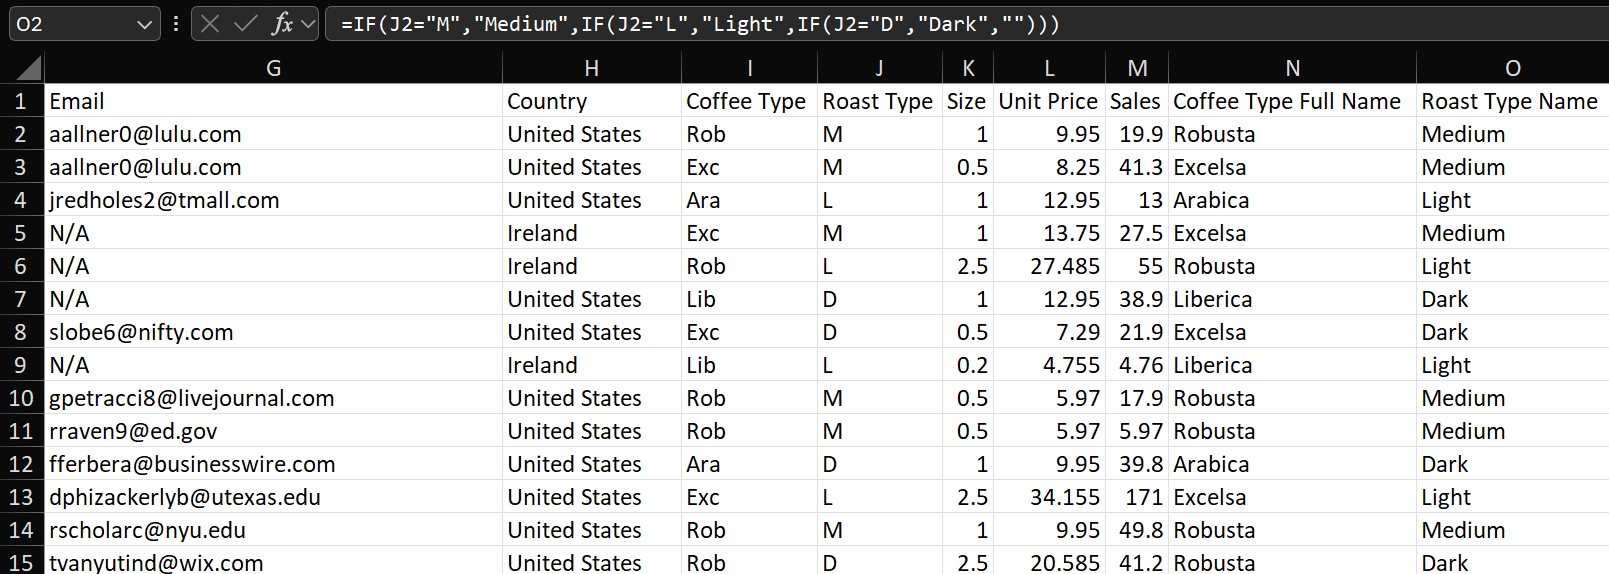 O2 fx =IF(J2="M","Medium",IF(J2="L","Light",IF(J2="D","Dark","")))
G H I J K L M N O
1 Email Country Coffee Type Roast Type Size Unit Price Sales Coffee Type Full Name Roast Type Name
2 aallner0@lulu.com United States Rob M 1 9.95 19.9 Robusta Medium
3 aallner0@lulu.com United States Exc M 0.5 8.25 41.3 Excelsa Medium
4 jredholes2@tmall.com United States Ara L 1 12.95 13 Arabica Light
5 N/A Ireland Exc M 1 13.75 27.5 Excelsa Medium
6 N/A Ireland Rob L 2.5 27.485 55 Robusta Light
7 N/A United States Lib D 1 12.95 38.9 Liberica Dark
8 slobe6@nifty.com United States Exc D 0.5 7.29 21.9 Excelsa Dark
9 N/A Ireland Lib L 0.2 4.755 4.76 Liberica Light
10 gpetracci8@livejournal.com United States Rob M 0.5 5.97 17.9 Robusta Medium
11 rraven9@ed.gov United States Rob M 0.5 5.97 5.97 Robusta Medium
12 fferbera@businesswire.com United States Ara D 1 9.95 39.8 Arabica Dark
13 dphizackerlyb@utexas.edu United States Exc L 2.5 34.155 171 Excelsa Light
14 rscholarc@nyu.edu United States Rob M 1 9.95 49.8 Robusta Medium
15 tvanyutind@wix.com United States Rob D 2.5 20.585 41.2 Robusta Dark